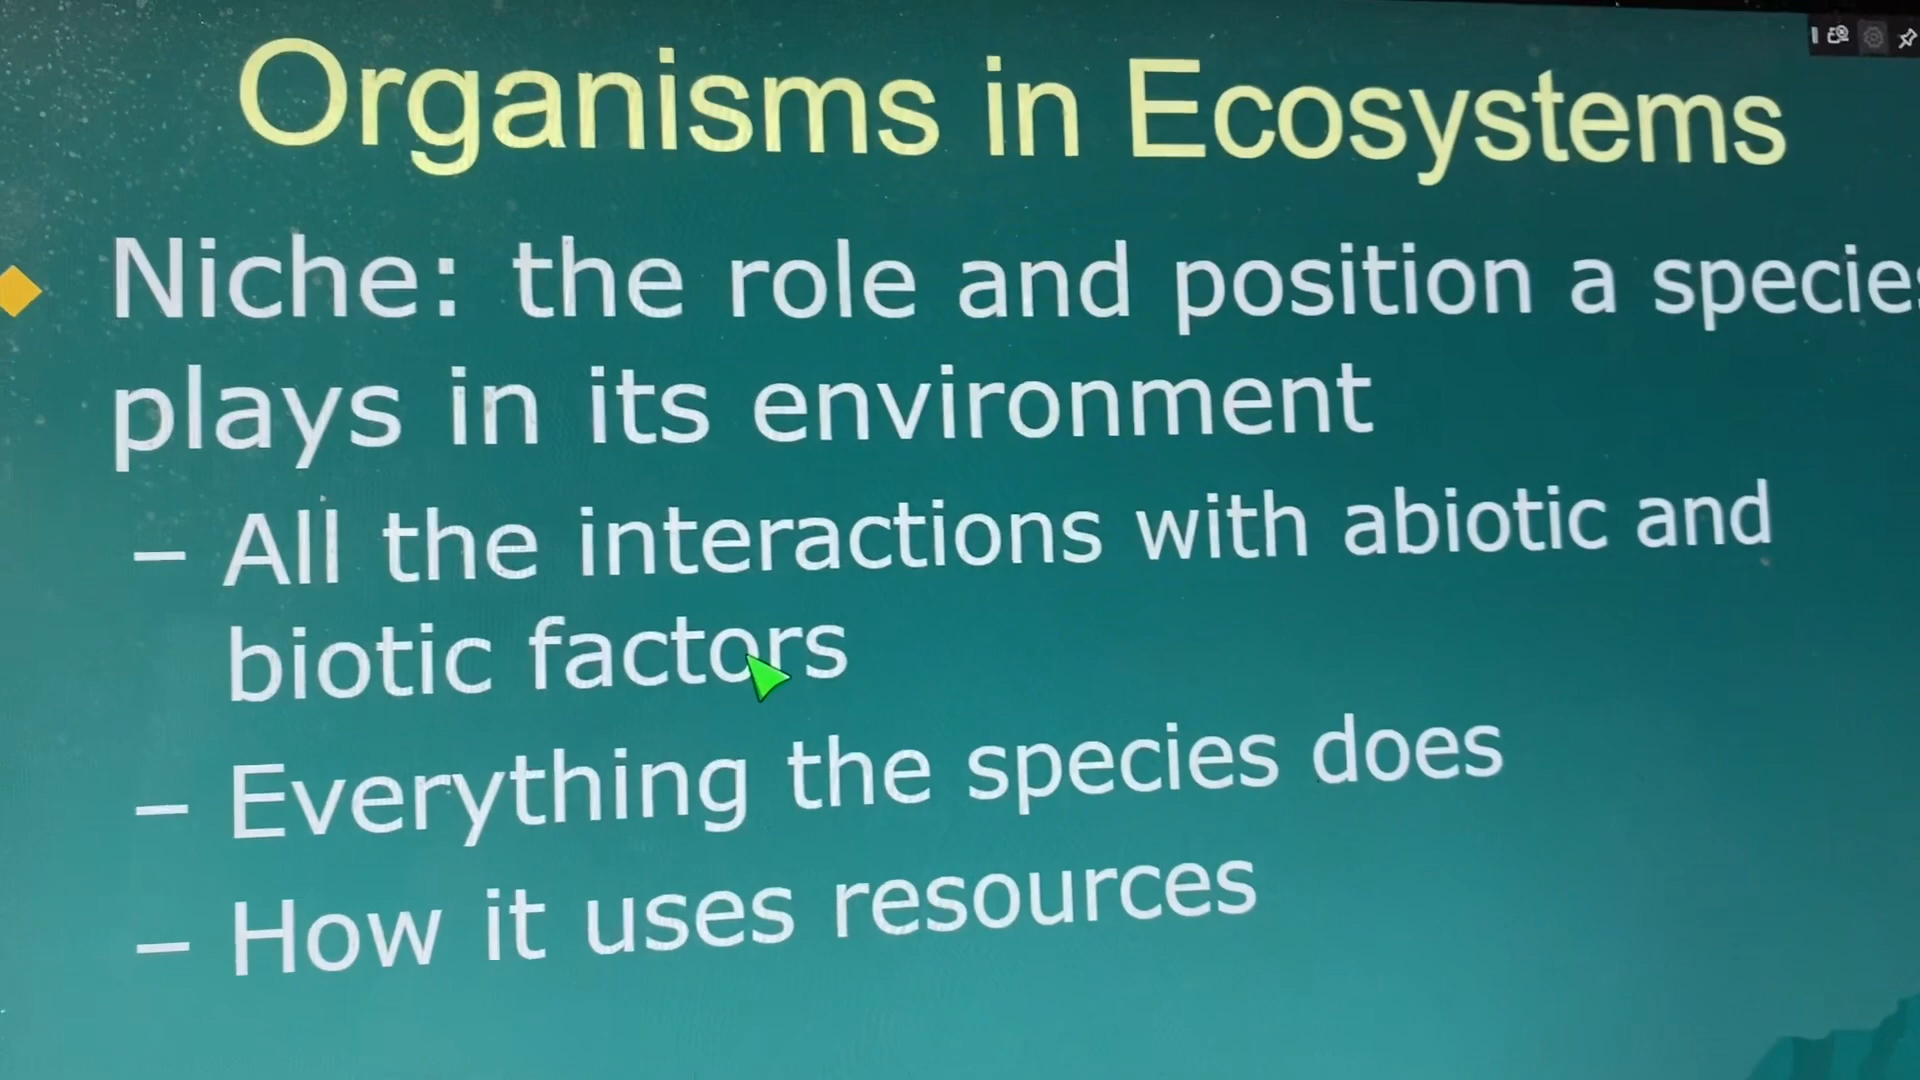 Organisms in Ecosystems
Niche: the role and position a species
plays in its environment
– All the interactions with abiotic and
biotic factors
– Everything the species does
– How it uses resources